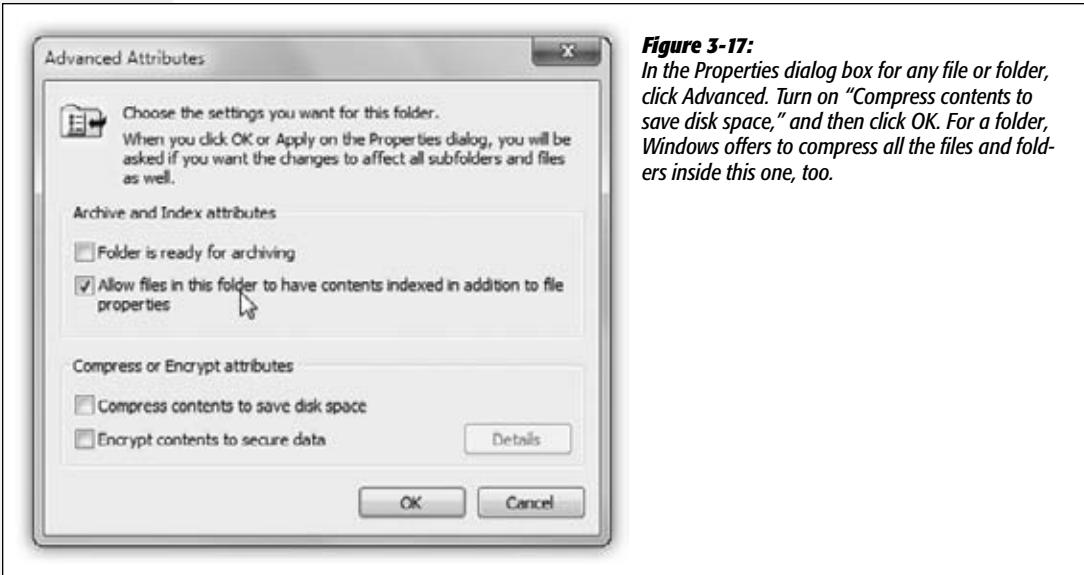 Advanced Attributes
Choose the settings you want for this folder.
When you click OK or Apply on the Properties dialog, you will be
asked if you want the changes to affect all subfolders and files
as well.
Archive and Index attributes
Folder is ready for archiving
Allow files in this folder to have contents indexed in addition to file
properties
Compress or Encrypt attributes
Compress contents to save disk space
Encrypt contents to secure data
Details
OK
Cancel
Figure 3-17:
In the Properties dialog box for any file or folder,
click Advanced. Turn on “Compress contents to
save disk space,” and then click OK. For a folder,
Windows offers to compress all the files and fold-
ers inside this one, too.